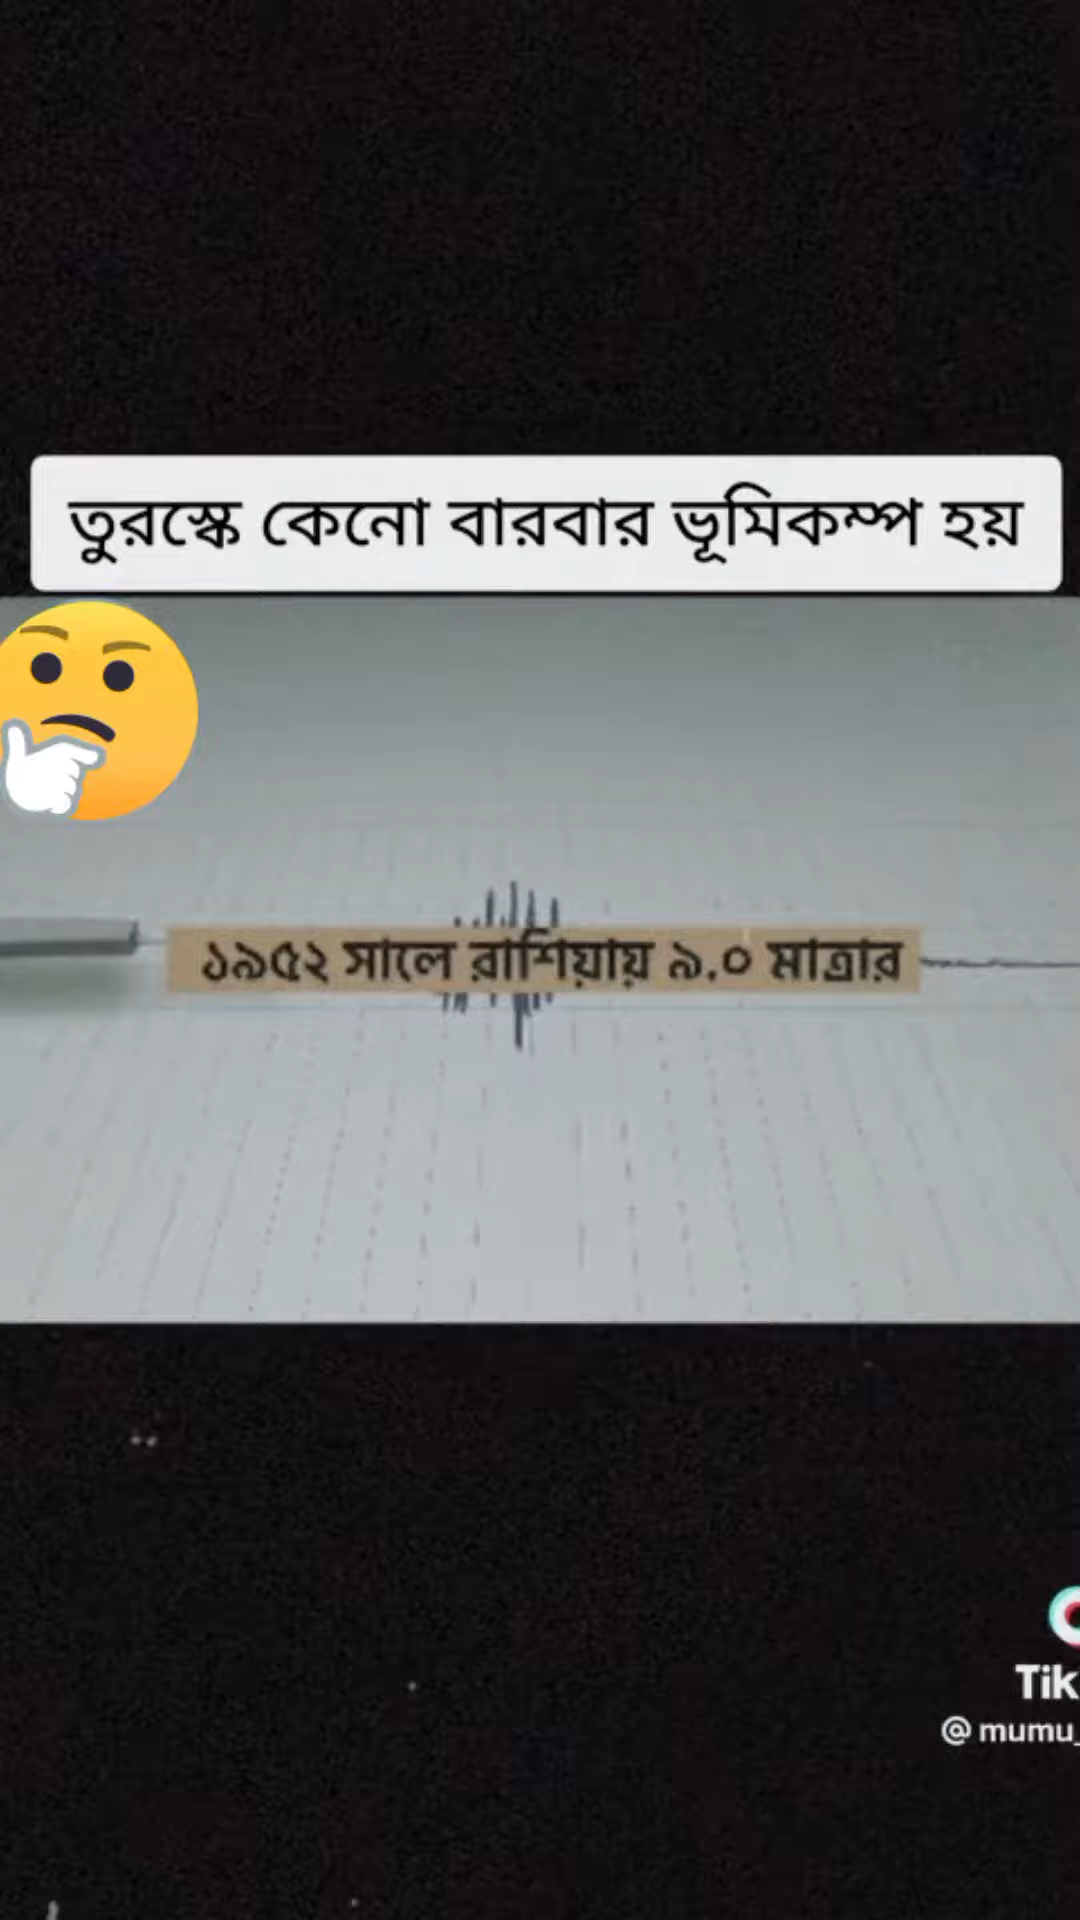 তুরস্কে কেনো বারবার ভূমিকম্প হয়
১৯৫২ সালে রাশিয়ায় ৯.০ মাত্রার
Tik
@mumu_